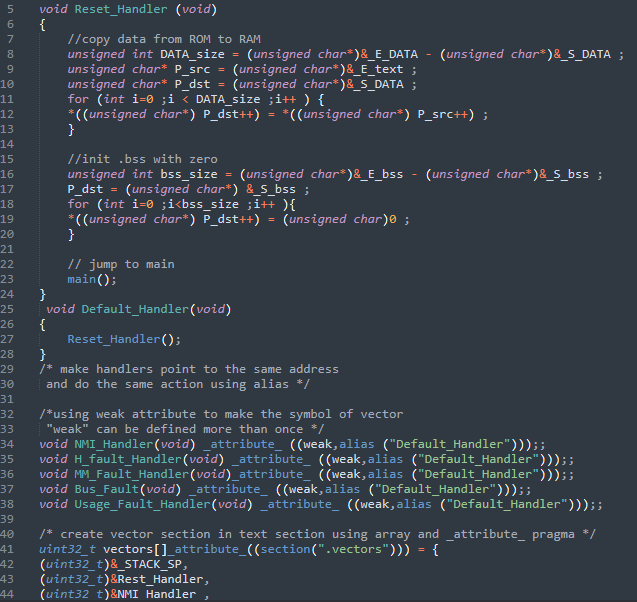 5 void Reset_Handler (void)
6 {
7 //copy data from ROM to RAM
8 unsigned int DATA_size = (unsigned char*)&_E_DATA - (unsigned char*)&_S_DATA ;
9 unsigned char* P_src = (unsigned char*)&_E_text ;
10 unsigned char* P_dst = (unsigned char*)&_S_DATA ;
11 for (int i=0 ;i < DATA_size ;i++ ) {
12 *((unsigned char*) P_dst++) = *((unsigned char*) P_src++) ;
13 }
14
15 //init .bss with zero
16 unsigned int bss_size = (unsigned char*)&_E_bss - (unsigned char*)&_S_bss ;
17 P_dst = (unsigned char*) &_S_bss ;
18 for (int i=0 ;i<bss_size ;i++ ){
19 *((unsigned char*) P_dst++) = (unsigned char)0 ;
20 }
21
22 // jump to main
23 main();
24 }
25 void Default_Handler(void)
26 {
27 Reset_Handler();
28 }
29 /* make handlers point to the same address
30 and do the same action using alias */
31
32 /*using weak attribute to make the symbol of vector
33 "weak" can be defined more than once */
34 void NMI_Handler(void) _attribute_ ((weak,alias ("Default_Handler")));;
35 void H_fault_Handler(void) _attribute_ ((weak,alias ("Default_Handler")));;
36 void MM_Fault_Handler(void)_attribute_ ((weak,alias ("Default_Handler")));;
37 void Bus_Fault(void) _attribute_ ((weak,alias ("Default_Handler")));;
38 void Usage_Fault_Handler(void) _attribute_ ((weak,alias ("Default_Handler")));;
39
40 /* create vector section in text section using array and _attribute_ pragma */
41 uint32_t vectors[]_attribute_((section(".vectors"))) = {
42 (uint32_t)&_STACK_SP,
43 (uint32_t)&Rest_Handler,
44 (uint32_t)&NMI_Handler ,